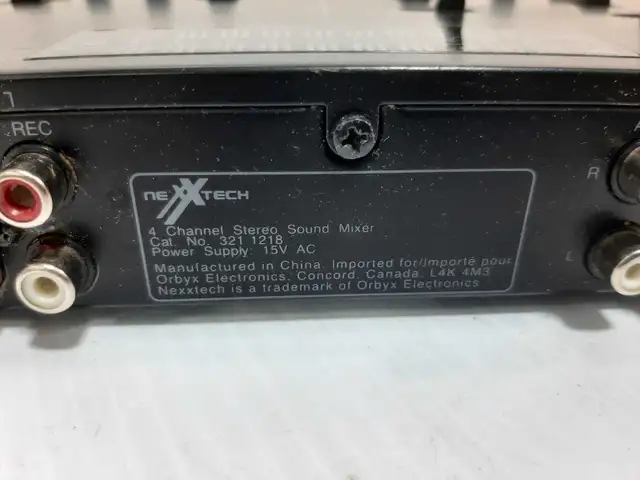 REC
R
L
neXXTECH
4 Channel Stereo Sound Mixer
Cat. No. 321 1218
Power Supply: 15V AC
Manufactured in China. Imported for/Importé pour
Orbyx Electronics, Concord, Canada, L4K 4M3
Nexxtech is a trademark of Orbyx Electronics